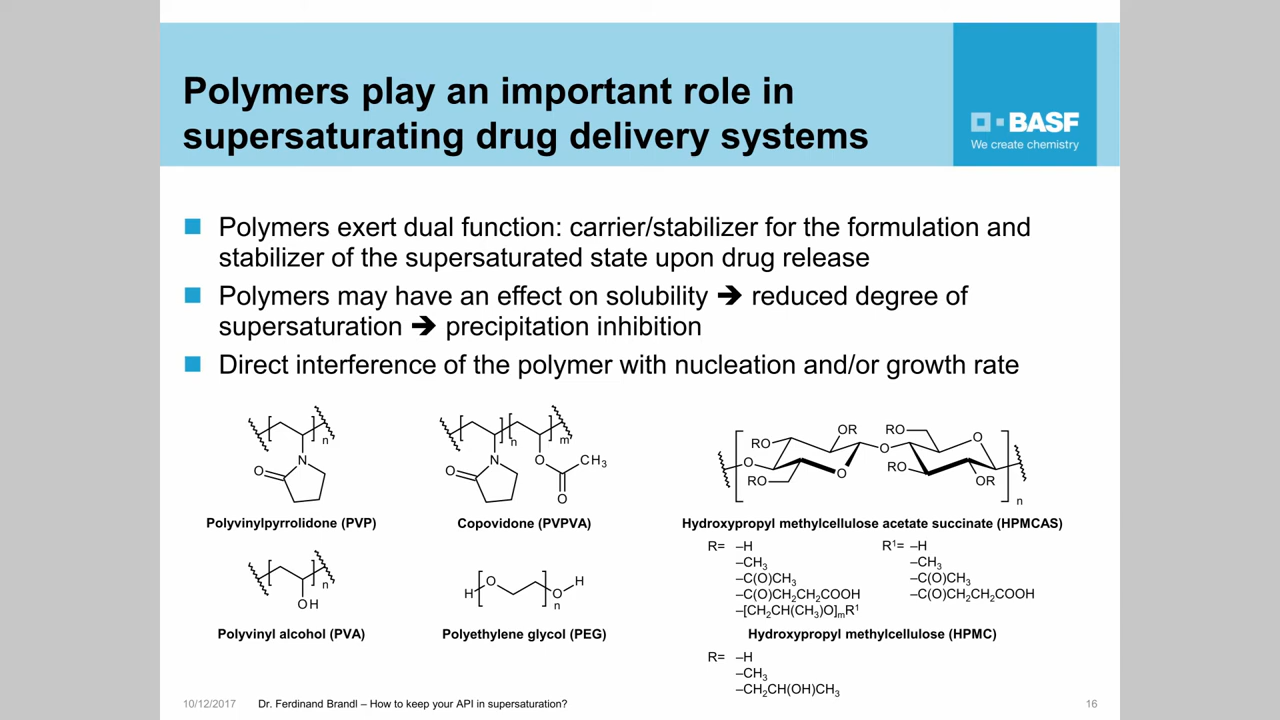 Polymers play an important role in
supersaturating drug delivery systems
BASF
We create chemistry
Polymers exert dual function: carrier/stabilizer for the formulation and
stabilizer of the supersaturated state upon drug release
Polymers may have an effect on solubility ➔ reduced degree of
supersaturation ➔ precipitation inhibition
Direct interference of the polymer with nucleation and/or growth rate
n
N
O
Polyvinylpyrrolidone (PVP)
n
m
N
O
O
CH₃
O
Copovidone (PVPVA)
OR
RO
RO
O
O
O
RO
O
RO
OR
n
Hydroxypropyl methylcellulose acetate succinate (HPMCAS)
R= –H
–CH₃
–C(O)CH₃
–C(O)CH₂CH₂COOH
–[CH₂CH(CH₃)O]ₘR¹
R¹= –H
–CH₃
–C(O)CH₃
–C(O)CH₂CH₂COOH
n
OH
Polyvinyl alcohol (PVA)
H
O
O
H
n
Polyethylene glycol (PEG)
Hydroxypropyl methylcellulose (HPMC)
R= –H
–CH₃
–CH₂CH(OH)CH₃
10/12/2017
Dr. Ferdinand Brandl – How to keep your API in supersaturation?
16